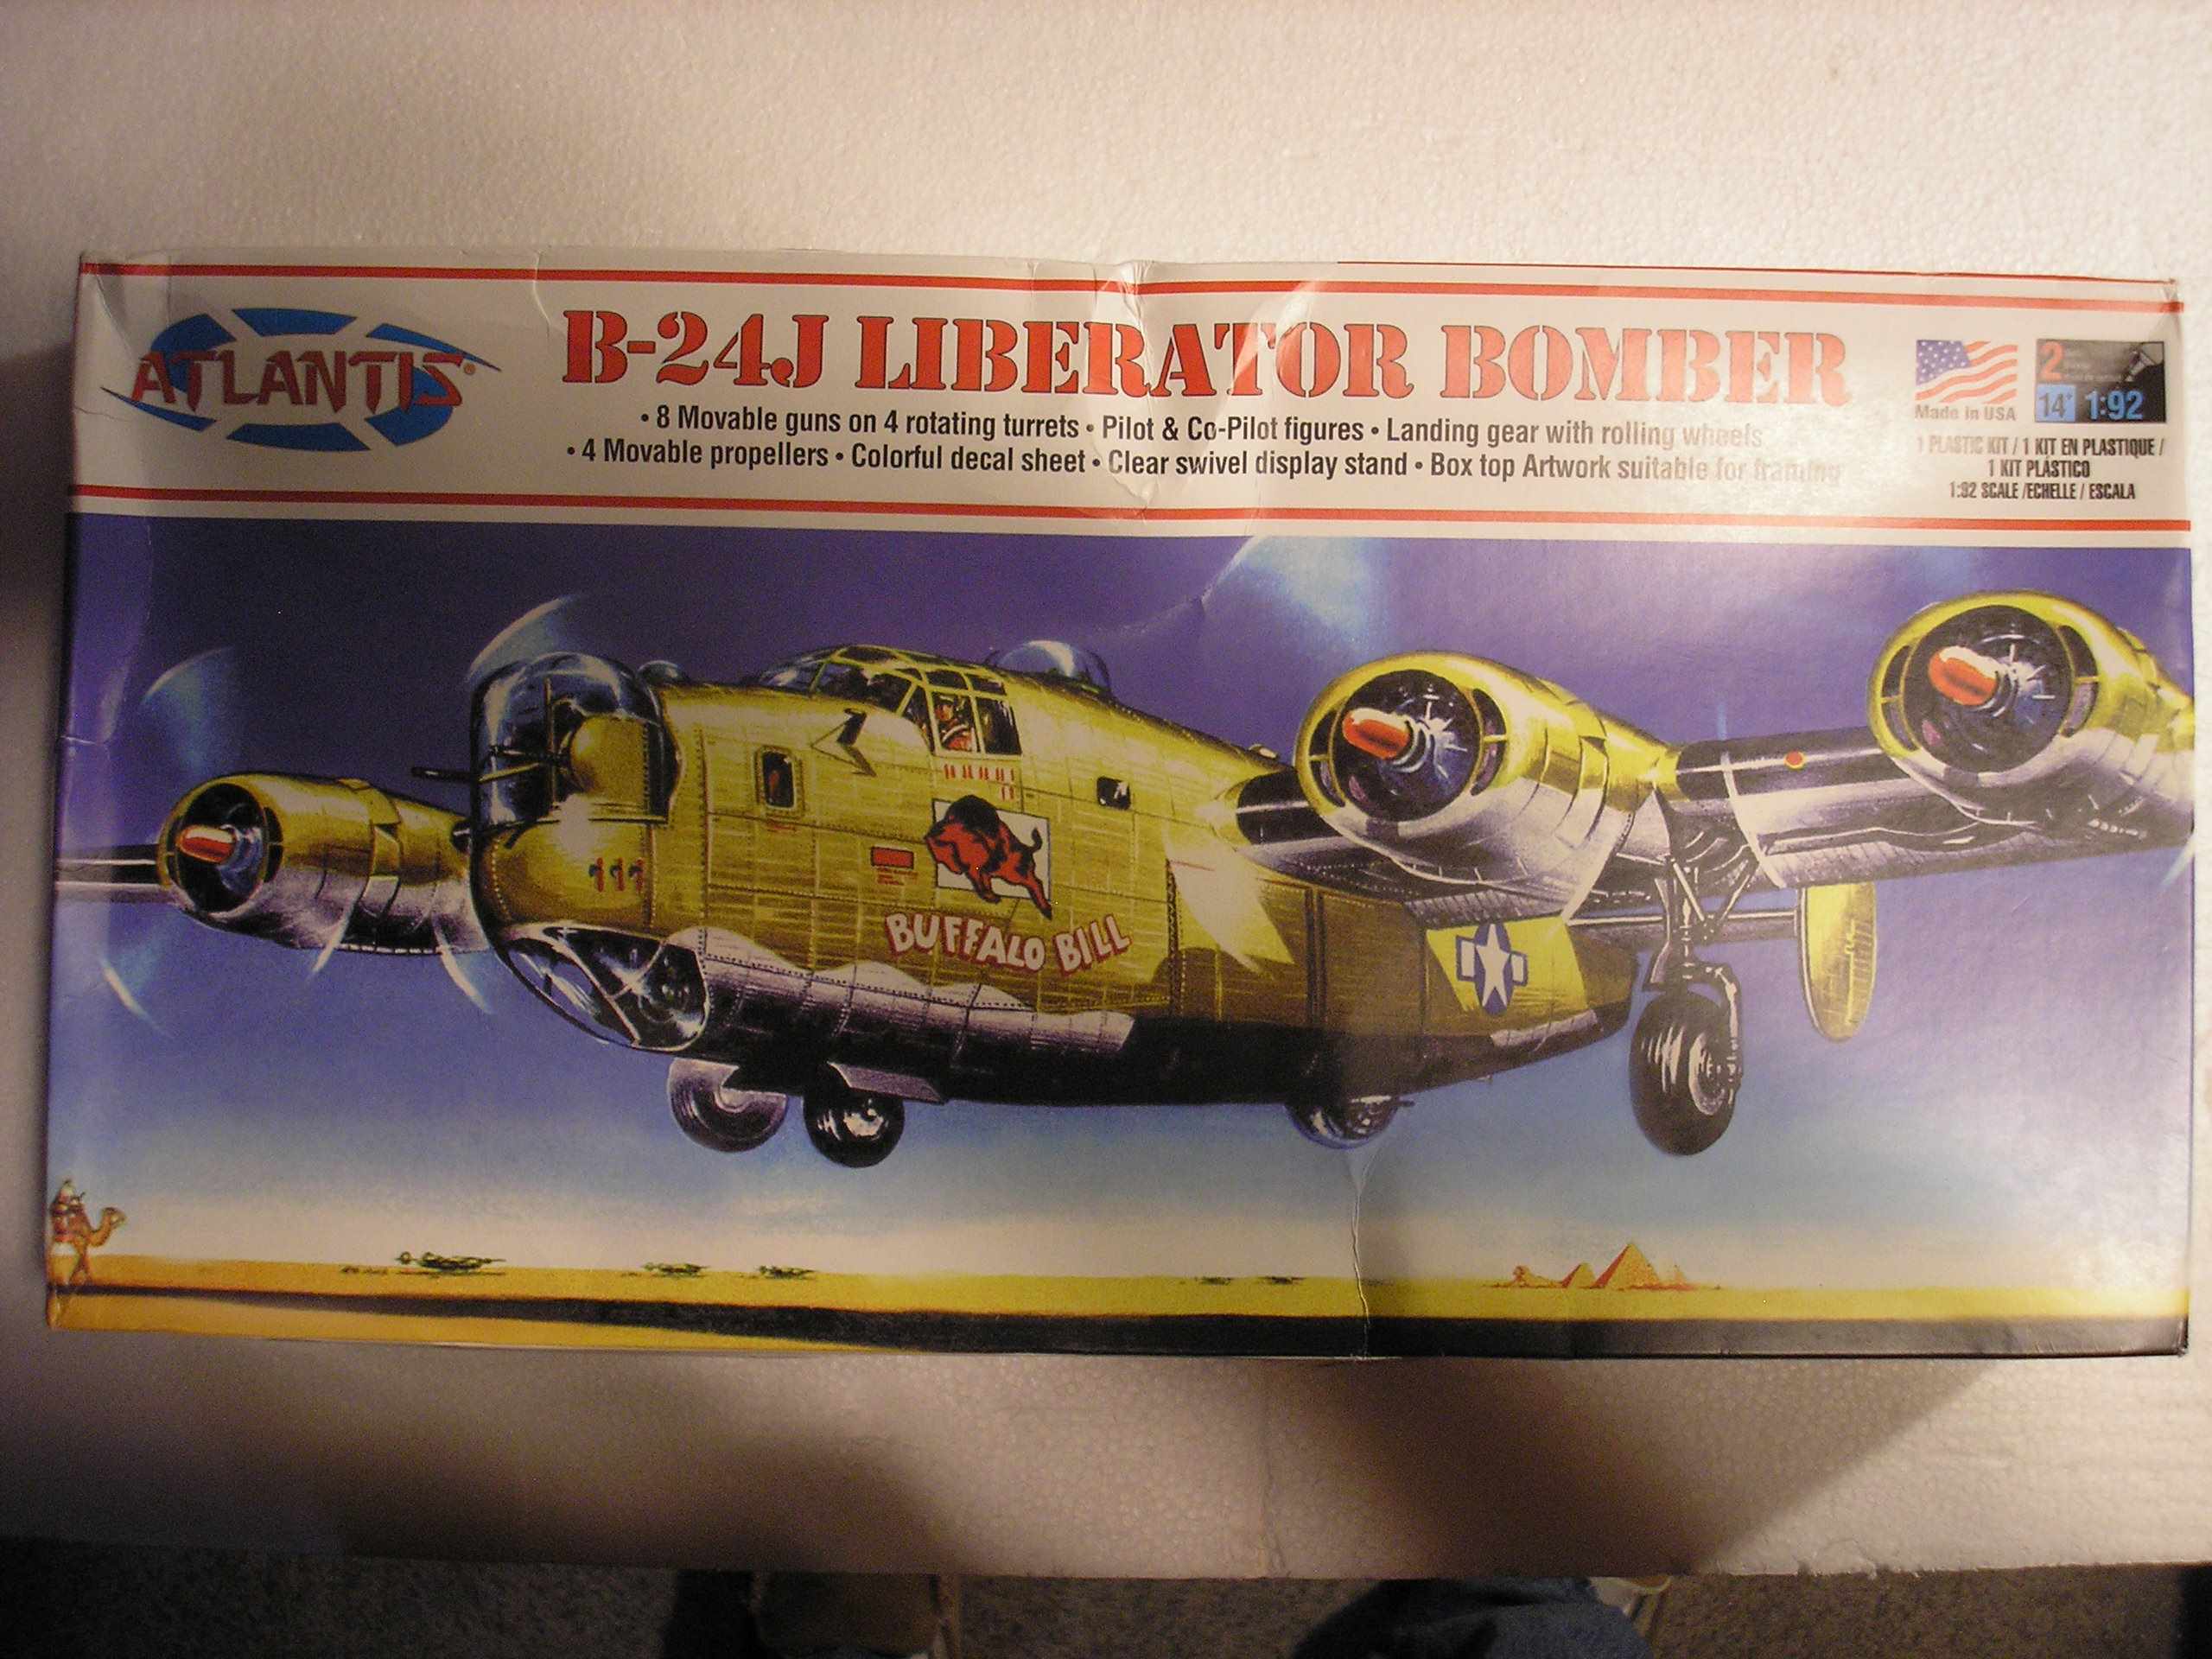 ATLANTIS
B-24J LIBERATOR BOMBER
• 8 Movable guns on 4 rotating turrets • Pilot & Co-Pilot figures • Landing gear with rolling wheels
• 4 Movable propellers • Colorful decal sheet • Clear swivel display stand • Box top Artwork suitable for framing
Made in USA
2
14" 1:92
1 PLASTIC KIT / 1 KIT EN PLASTIQUE /
1 KIT PLÁSTICO
1:92 SCALE /ECHELLE / ESCALA
111
BUFFALO BILL